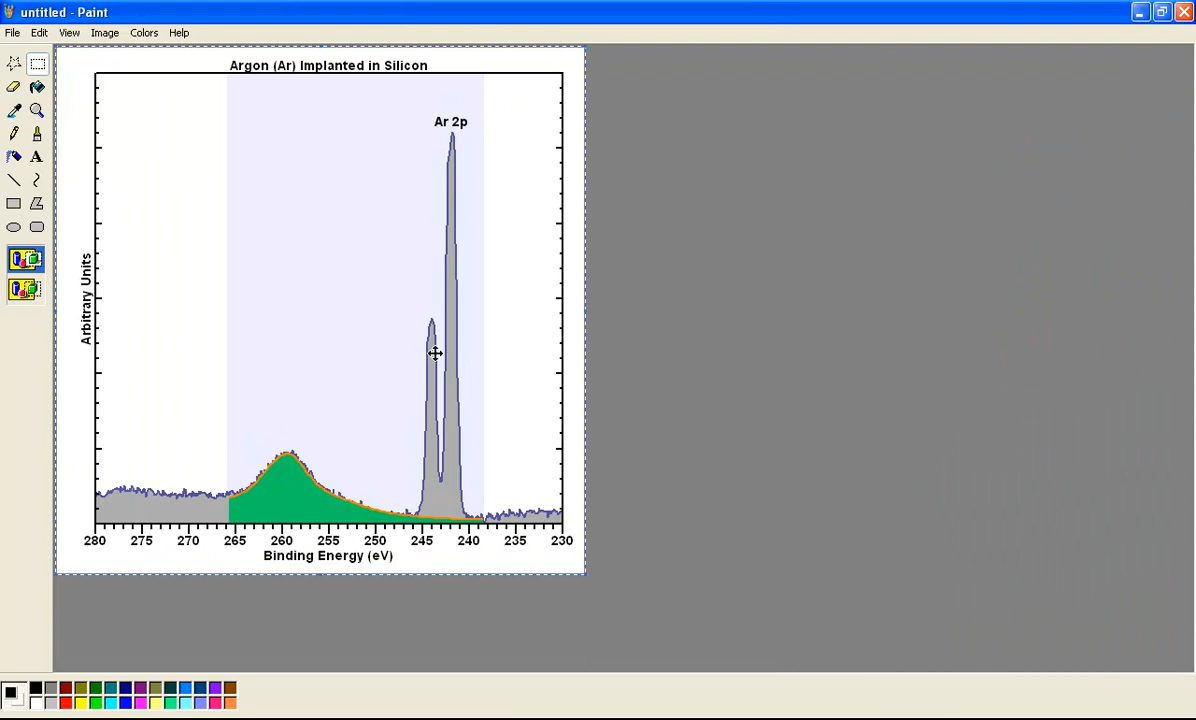 untitled - Paint
File Edit View Image Colors Help
Argon (Ar) Implanted in Silicon
Ar 2p
Arbitrary Units
280 275 270 265 260 255 250 245 240 235 230
Binding Energy (eV)
A